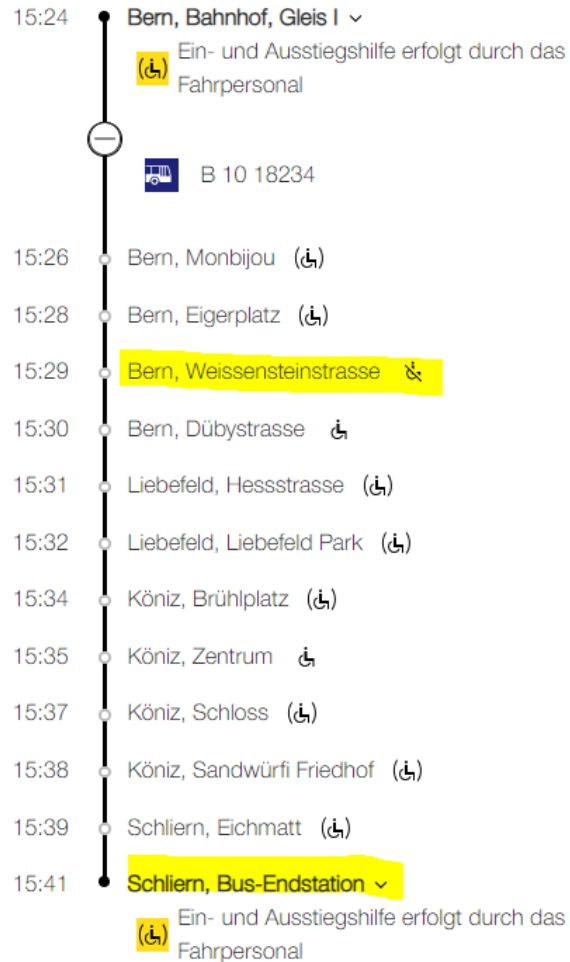 15:24 Bern, Bahnhof, Gleis I
Ein- und Ausstiegshilfe erfolgt durch das
Fahrpersonal
B 10 18234
15:26 Bern, Monbijou
15:28 Bern, Eigerplatz
15:29 Bern, Weissensteinstrasse
15:30 Bern, Dübystrasse
15:31 Liebefeld, Hessstrasse
15:32 Liebefeld, Liebefeld Park
15:34 Köniz, Brühlplatz
15:35 Köniz, Zentrum
15:37 Köniz, Schloss
15:38 Köniz, Sandwürfi Friedhof
15:39 Schliern, Eichmatt
15:41 Schliern, Bus-Endstation
Ein- und Ausstiegshilfe erfolgt durch das
Fahrpersonal